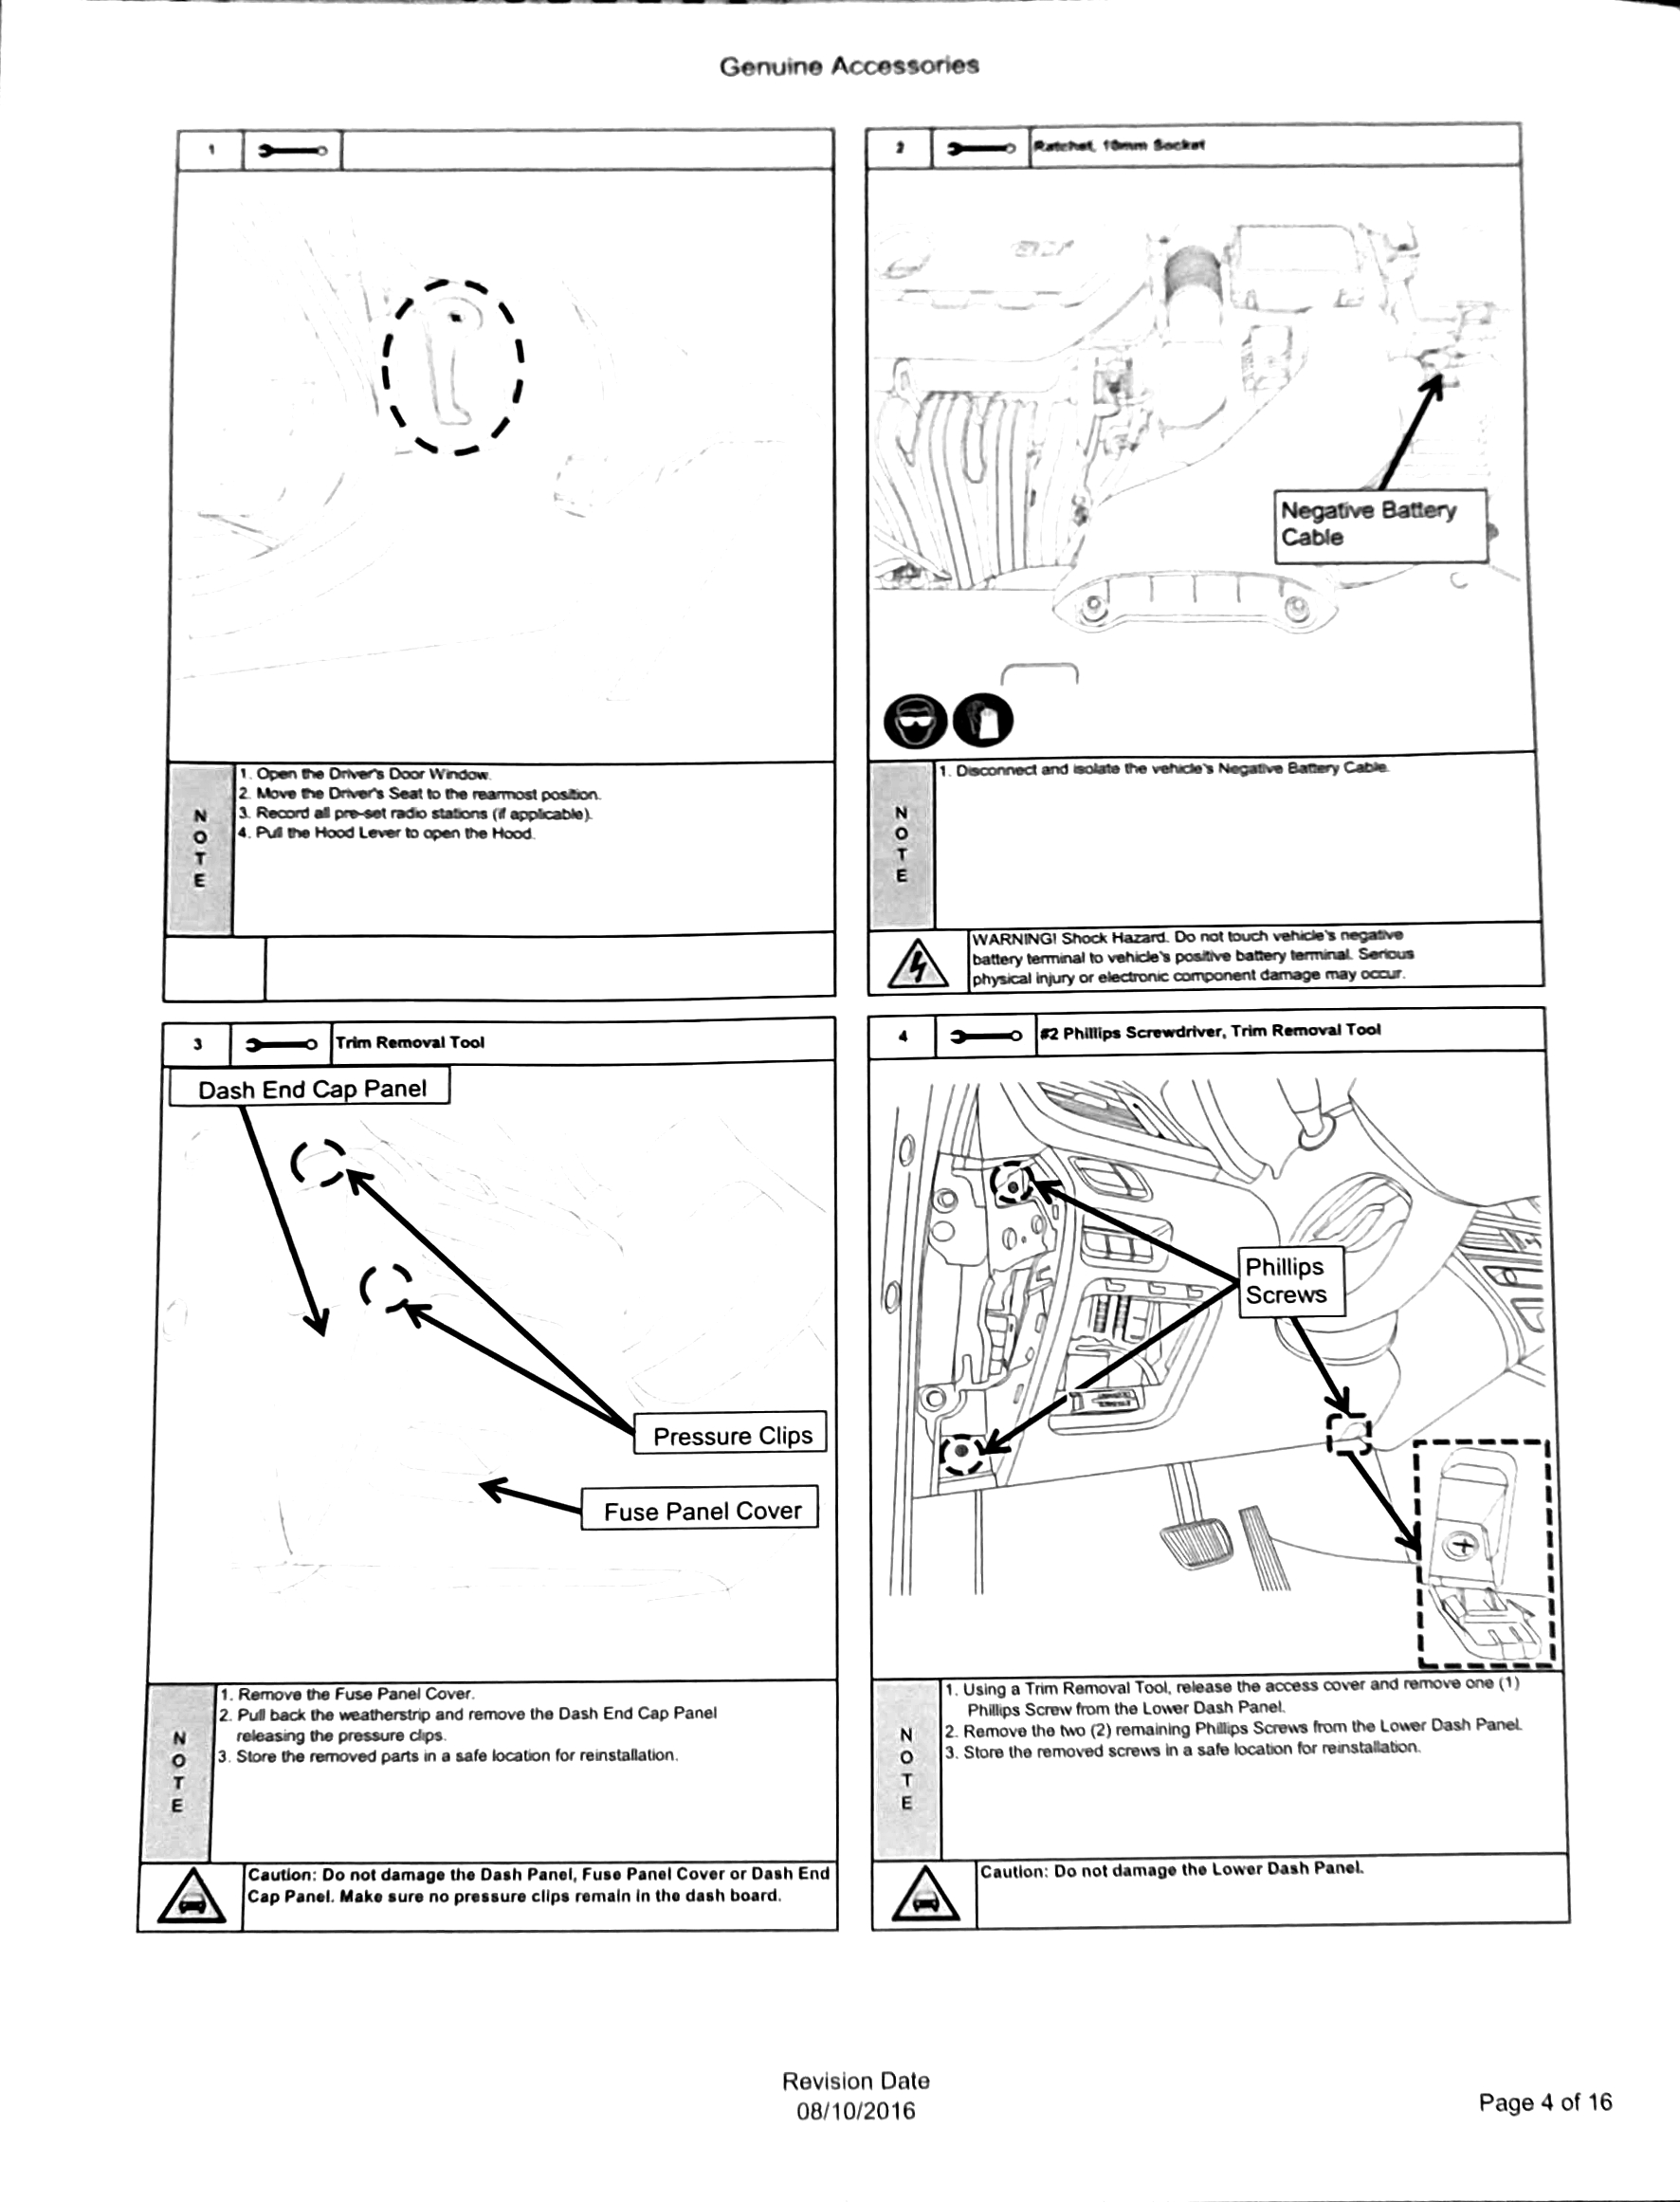 Genuine Accessories
1
2
Ratchet, 10mm Socket
Negative Battery
Cable
N
O
T
E
1. Open the Driver's Door Window.
2. Move the Driver's Seat to the rearmost position.
3. Record all pre-set radio stations (if applicable).
4. Pull the Hood Lever to open the Hood.
N
O
T
E
1. Disconnect and isolate the vehicle's Negative Battery Cable.
WARNING! Shock Hazard. Do not touch vehicle's negative
battery terminal to vehicle's positive battery terminal. Serious
physical injury or electronic component damage may occur.
3
Trim Removal Tool
Dash End Cap Panel
Pressure Clips
Fuse Panel Cover
N
O
T
E
1. Remove the Fuse Panel Cover.
2. Pull back the weatherstrip and remove the Dash End Cap Panel
releasing the pressure clips.
3. Store the removed parts in a safe location for reinstallation.
Caution: Do not damage the Dash Panel, Fuse Panel Cover or Dash End
Cap Panel. Make sure no pressure clips remain in the dash board.
4
#2 Phillips Screwdriver, Trim Removal Tool
Phillips
Screws
N
O
T
E
1. Using a Trim Removal Tool, release the access cover and remove one (1)
Phillips Screw from the Lower Dash Panel.
2. Remove the two (2) remaining Phillips Screws from the Lower Dash Panel.
3. Store the removed screws in a safe location for reinstallation.
Caution: Do not damage the Lower Dash Panel.
Revision Date
08/10/2016
Page 4 of 16